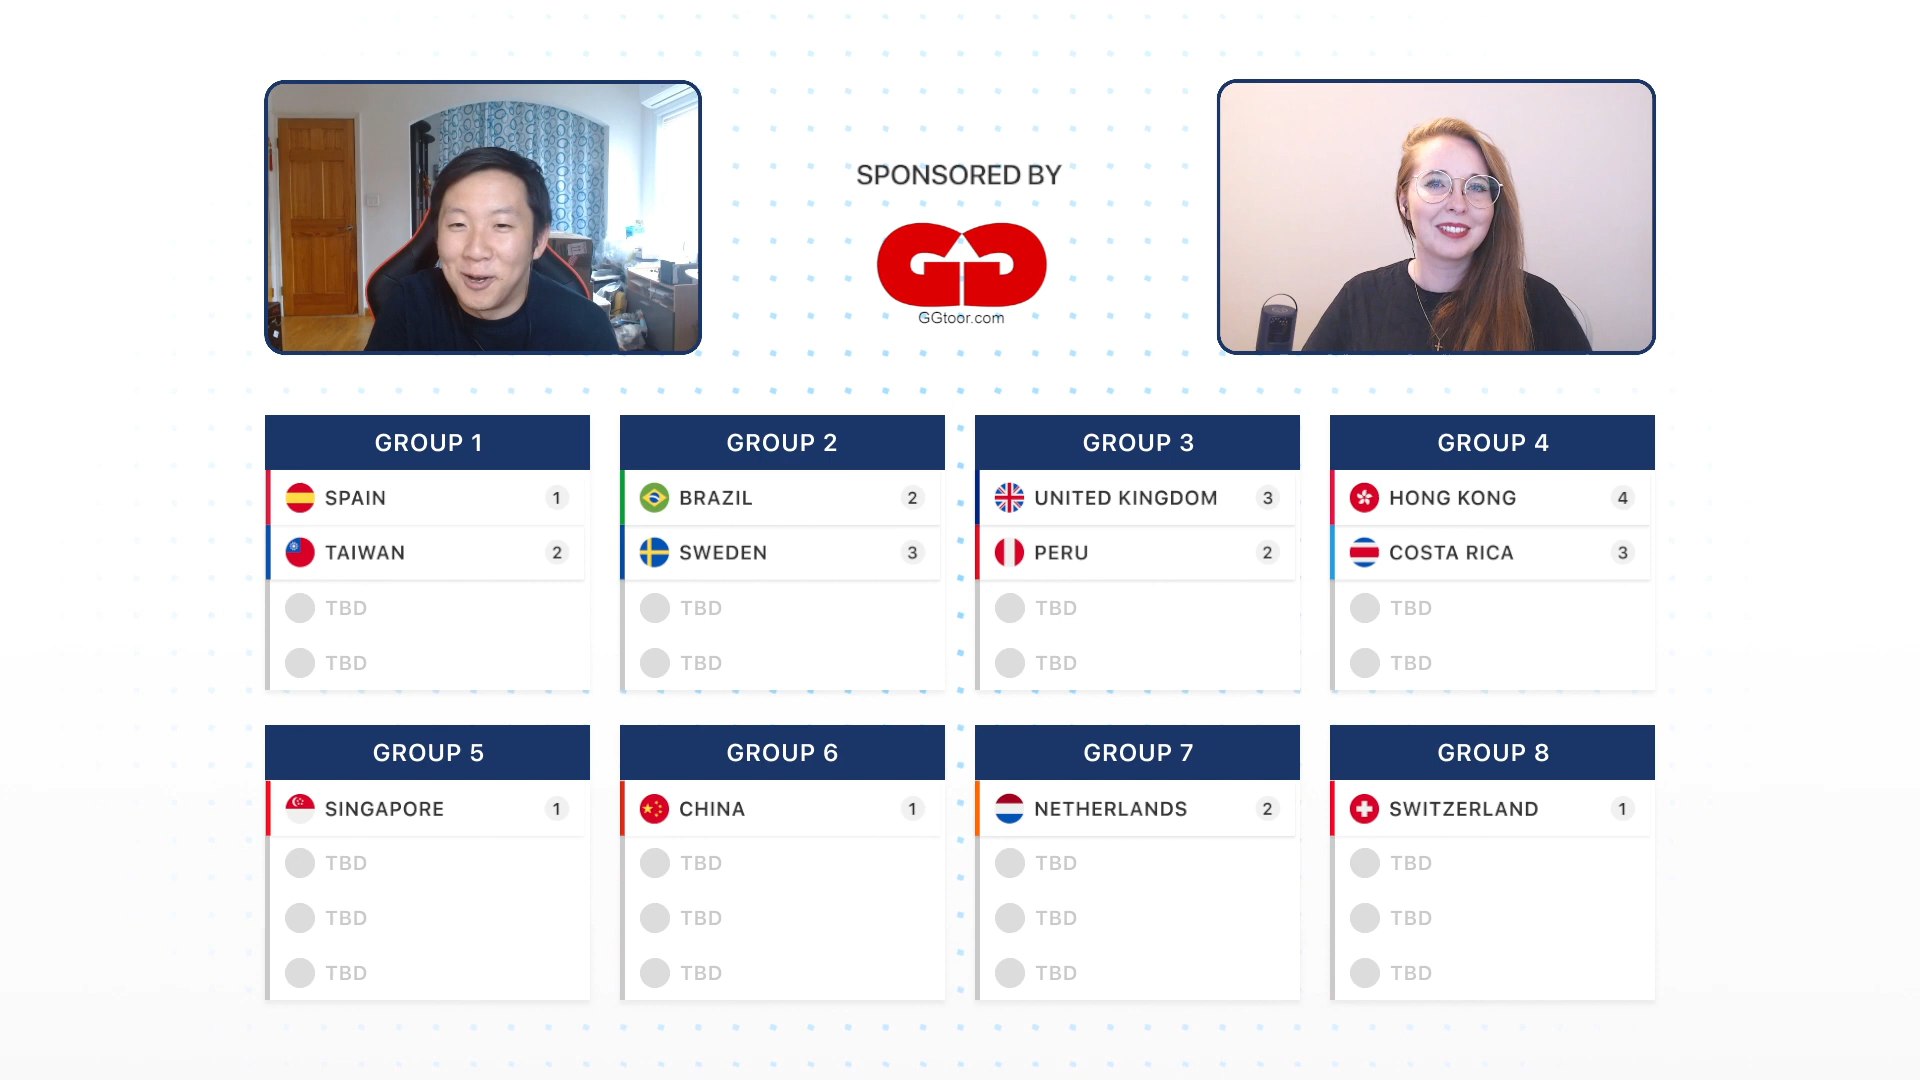 SPONSORED BY
GG
GGtoor.com
GROUP 1
SPAIN 1
TAIWAN 2
TBD
TBD
GROUP 2
BRAZIL 2
SWEDEN 3
TBD
TBD
GROUP 3
UNITED KINGDOM 3
PERU 2
TBD
TBD
GROUP 4
HONG KONG 4
COSTA RICA 3
TBD
TBD
GROUP 5
SINGAPORE 1
TBD
TBD
TBD
GROUP 6
CHINA 1
TBD
TBD
TBD
GROUP 7
NETHERLANDS 2
TBD
TBD
TBD
GROUP 8
SWITZERLAND 1
TBD
TBD
TBD